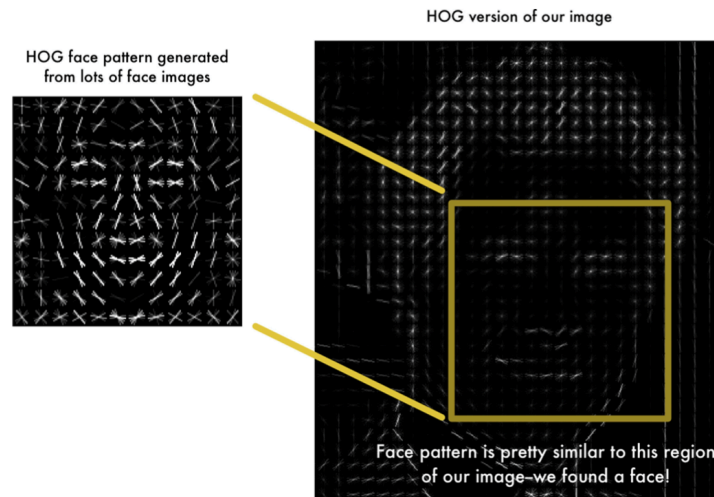 HOG version of our image
HOG face pattern generated
from lots of face images
Face pattern is pretty similar to this region
of our image–we found a face!